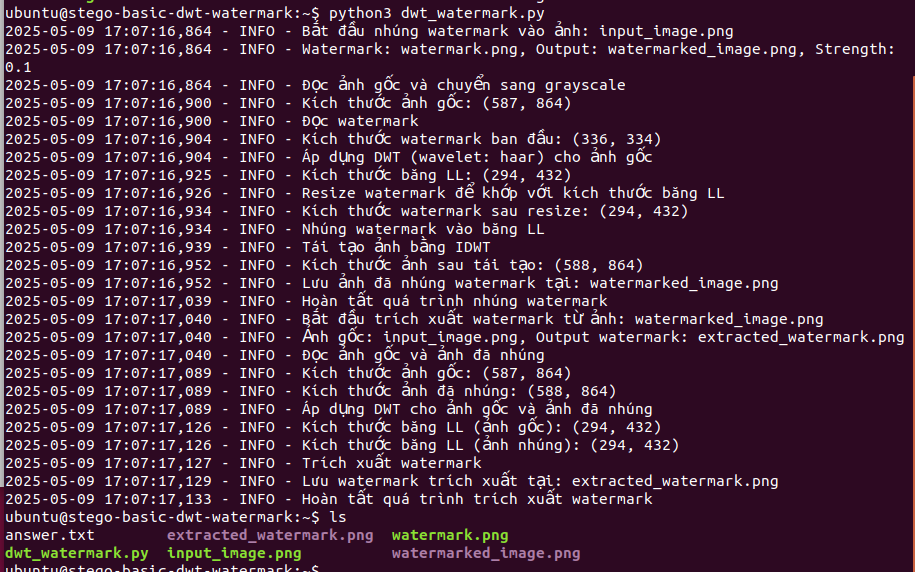 ubuntu@stego-basic-dwt-watermark:~$ python3 dwt_watermark.py
2025-05-09 17:07:16,864 - INFO - Bắt đầu nhúng watermark vào ảnh: input_image.png
2025-05-09 17:07:16,864 - INFO - Watermark: watermark.png, Output: watermarked_image.png, Strength:
0.1
2025-05-09 17:07:16,864 - INFO - Đọc ảnh gốc và chuyển sang grayscale
2025-05-09 17:07:16,900 - INFO - Kích thước ảnh gốc: (587, 864)
2025-05-09 17:07:16,900 - INFO - Đọc watermark
2025-05-09 17:07:16,904 - INFO - Kích thước watermark ban đầu: (336, 334)
2025-05-09 17:07:16,904 - INFO - Áp dụng DWT (wavelet: haar) cho ảnh gốc
2025-05-09 17:07:16,925 - INFO - Kích thước băng LL: (294, 432)
2025-05-09 17:07:16,926 - INFO - Resize watermark để khớp với kích thước băng LL
2025-05-09 17:07:16,934 - INFO - Kích thước watermark sau resize: (294, 432)
2025-05-09 17:07:16,934 - INFO - Nhúng watermark vào băng LL
2025-05-09 17:07:16,939 - INFO - Tái tạo ảnh bằng IDWT
2025-05-09 17:07:16,952 - INFO - Kích thước ảnh sau tái tạo: (588, 864)
2025-05-09 17:07:16,952 - INFO - Lưu ảnh đã nhúng watermark tại: watermarked_image.png
2025-05-09 17:07:17,039 - INFO - Hoàn tất quá trình nhúng watermark
2025-05-09 17:07:17,040 - INFO - Bắt đầu trích xuất watermark từ ảnh: watermarked_image.png
2025-05-09 17:07:17,040 - INFO - Ảnh gốc: input_image.png, Output watermark: extracted_watermark.png
2025-05-09 17:07:17,040 - INFO - Đọc ảnh gốc và ảnh đã nhúng
2025-05-09 17:07:17,089 - INFO - Kích thước ảnh gốc: (587, 864)
2025-05-09 17:07:17,089 - INFO - Kích thước ảnh đã nhúng: (588, 864)
2025-05-09 17:07:17,089 - INFO - Áp dụng DWT cho ảnh gốc và ảnh đã nhúng
2025-05-09 17:07:17,126 - INFO - Kích thước băng LL (ảnh gốc): (294, 432)
2025-05-09 17:07:17,126 - INFO - Kích thước băng LL (ảnh nhúng): (294, 432)
2025-05-09 17:07:17,127 - INFO - Trích xuất watermark
2025-05-09 17:07:17,129 - INFO - Lưu watermark trích xuất tại: extracted_watermark.png
2025-05-09 17:07:17,133 - INFO - Hoàn tất quá trình trích xuất watermark
ubuntu@stego-basic-dwt-watermark:~$ ls
answer.txt extracted_watermark.png watermark.png
dwt_watermark.py input_image.png watermarked_image.png
ubuntu@stego-basic-dwt-watermark:~$